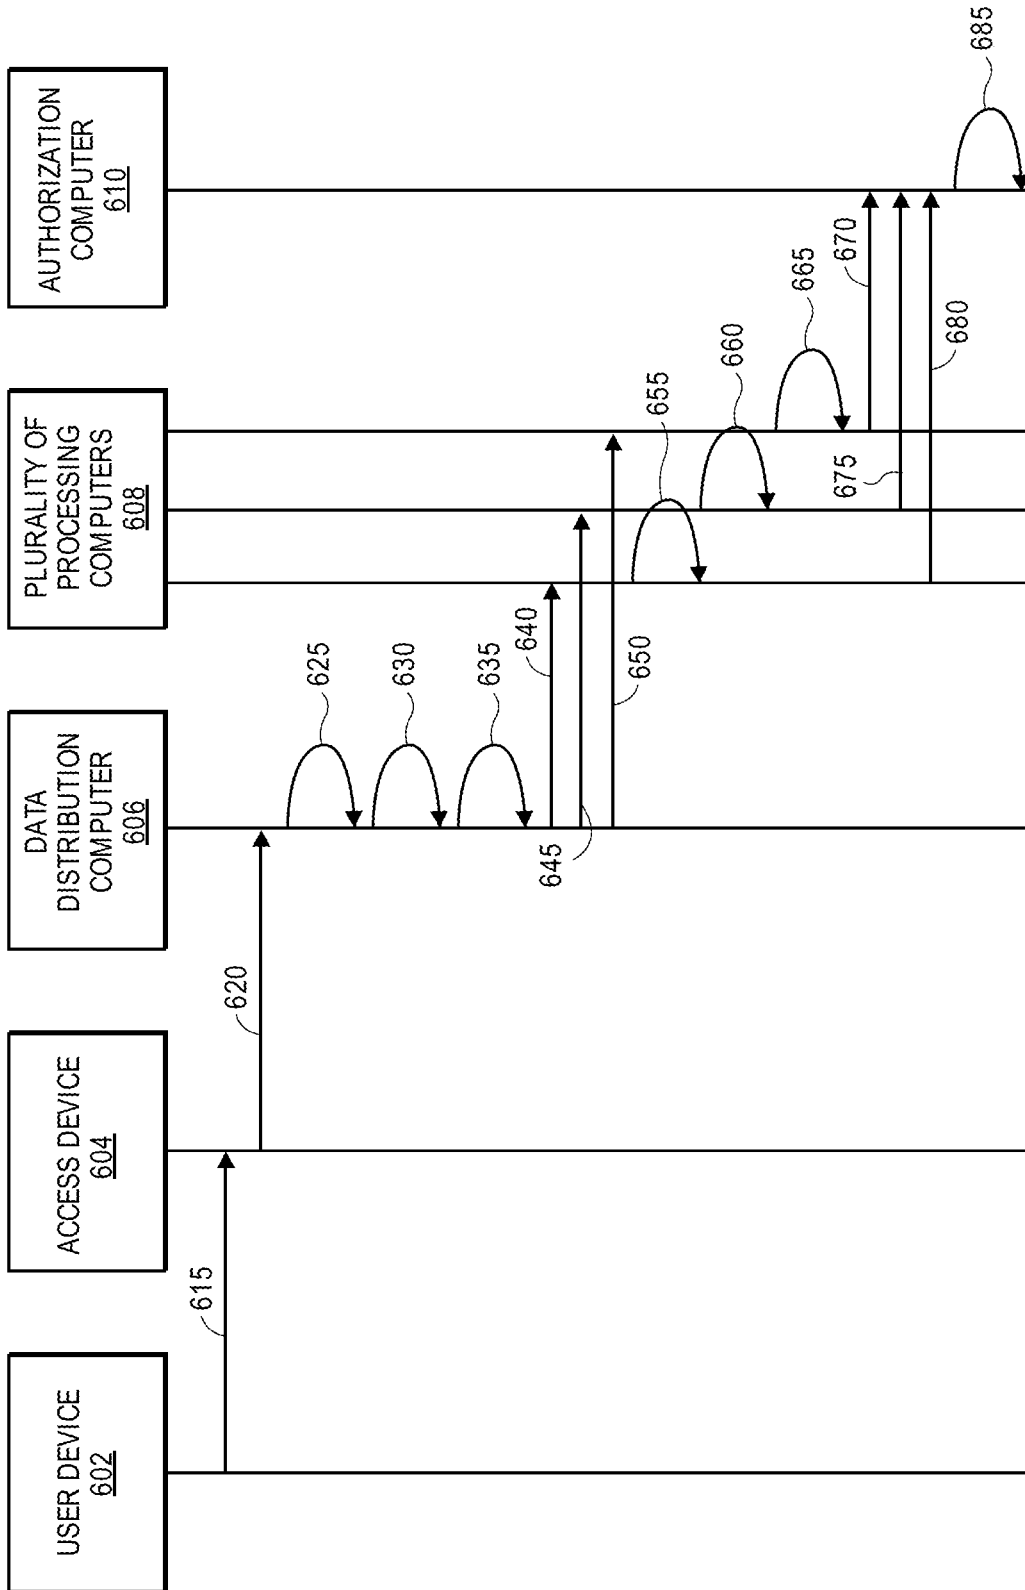 USER DEVICE
602
ACCESS DEVICE
604
DATA
DISTRIBUTION
COMPUTER
606
PLURALITY OF
PROCESSING
COMPUTERS
608
AUTHORIZATION
COMPUTER
610
615
620
625
630
635
640
645
650
655
660
665
670
675
680
685